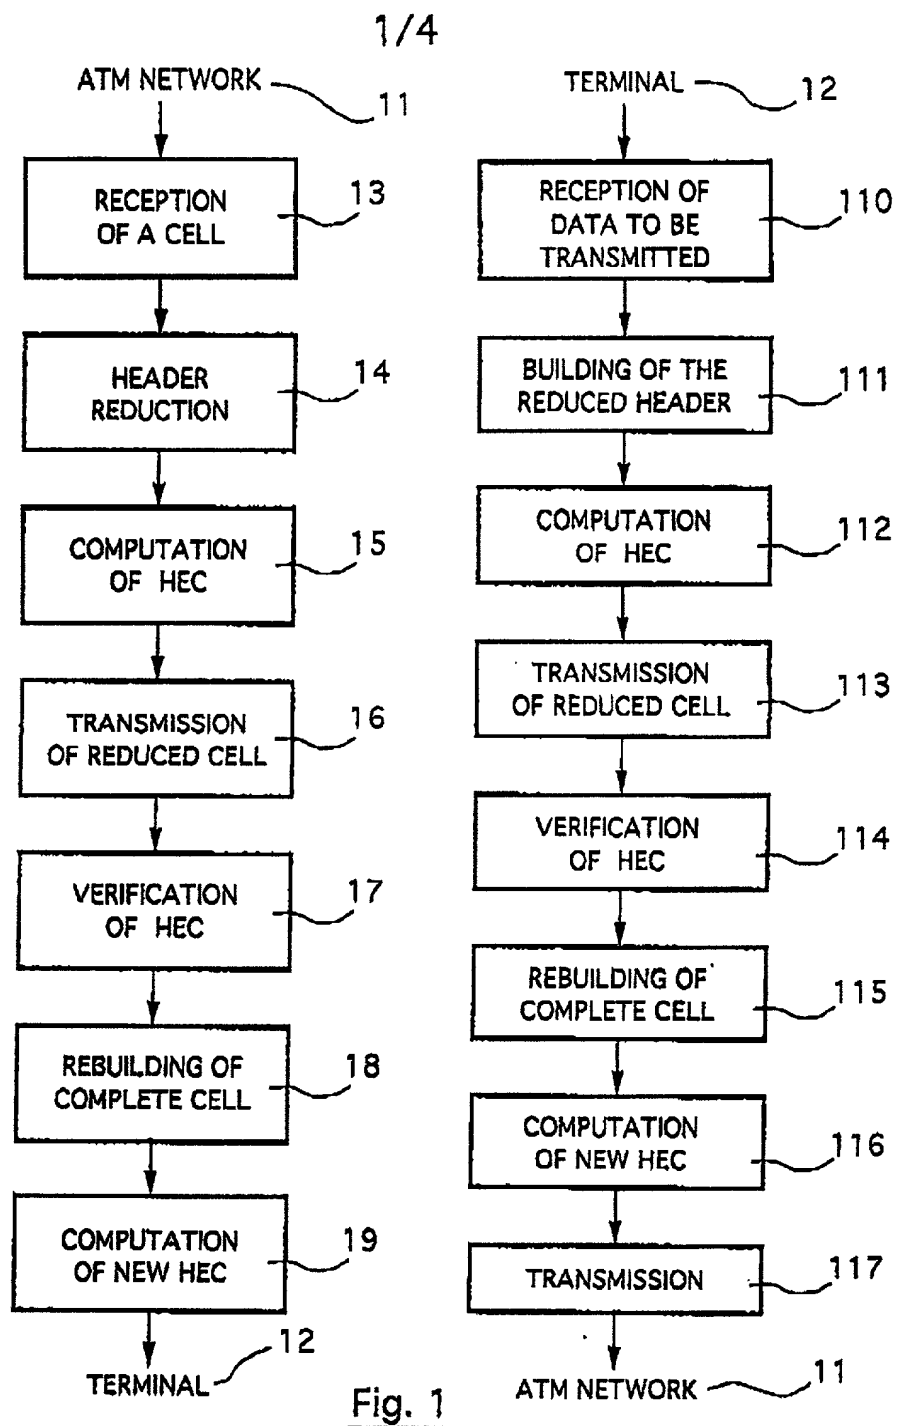 1/4
ATM NETWORK
11
RECEPTION
OF A CELL
13
HEADER
REDUCTION
14
COMPUTATION
OF HEC
15
TRANSMISSION
OF REDUCED CELL
16
VERIFICATION
OF HEC
17
REBUILDING OF
COMPLETE CELL
18
COMPUTATION
OF NEW HEC
19
TERMINAL
12
TERMINAL
12
RECEPTION OF
DATA TO BE
TRANSMITTED
110
BUILDING OF THE
REDUCED HEADER
111
COMPUTATION
OF HEC
112
TRANSMISSION
OF REDUCED CELL
113
VERIFICATION
OF HEC
114
REBUILDING OF
COMPLETE CELL
115
COMPUTATION
OF NEW HEC
116
TRANSMISSION
117
ATM NETWORK
11
Fig. 1